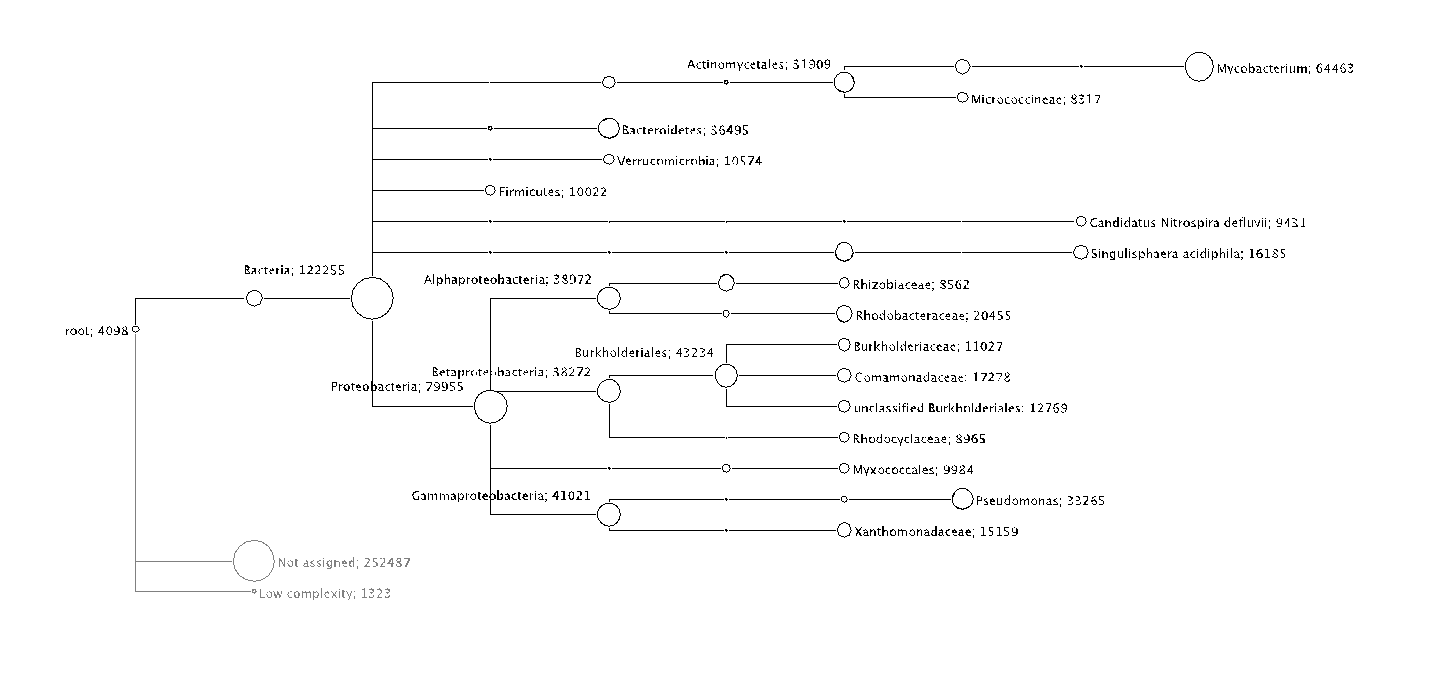 Actinomycetales; 31909
Mycobacterium; 64463
Micrococcineae; 8317
Bacteroidetes; 36495
Verrucomicrobia; 10574
Firmicutes; 10022
Candidatus Nitrospira defluvii; 9431
Singulisphaera acidiphila; 16185
Bacteria; 122255
Alphaproteobacteria; 38972
Rhizobiaceae; 8562
Rhodobacteraceae; 20455
root; 4098
Burkholderiaceae; 11027
Burkholderiales; 43234
Betaproteobacteria; 38272
Comamonadaceae; 17278
Proteobacteria; 79955
unclassified Burkholderiales; 12769
Rhodocyclaceae; 8965
Myxococcales; 9984
Gammaproteobacteria; 41021
Pseudomonas; 33265
Xanthomonadaceae; 15159
Not assigned; 252487
Low complexity; 1323